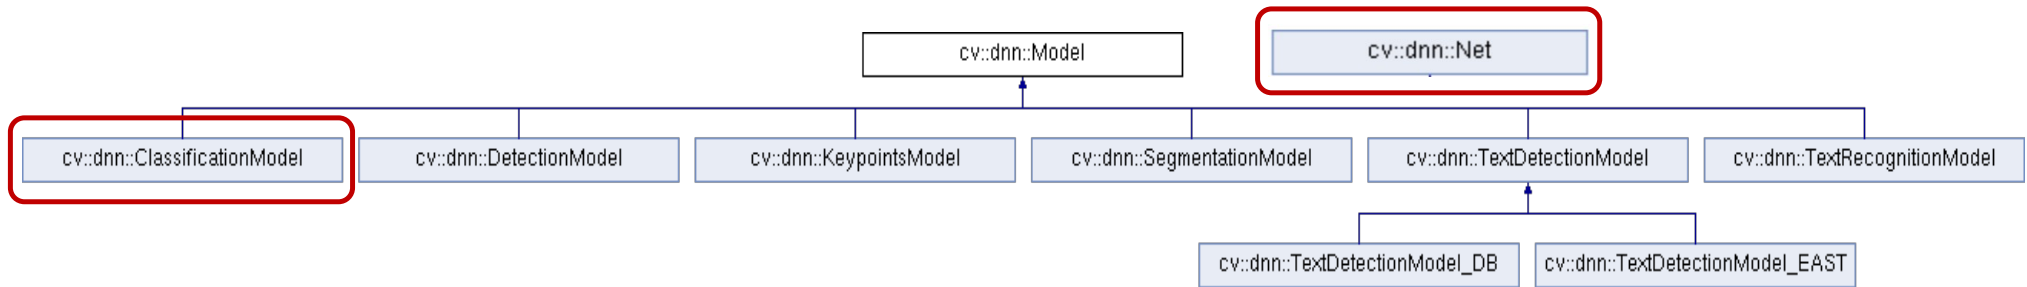 cv::dnn::Model
cv::dnn::Net
cv::dnn::ClassificationModel
cv::dnn::DetectionModel
cv::dnn::KeypointsModel
cv::dnn::SegmentationModel
cv::dnn::TextDetectionModel
cv::dnn::TextRecognitionModel
cv::dnn::TextDetectionModel_DB
cv::dnn::TextDetectionModel_EAST